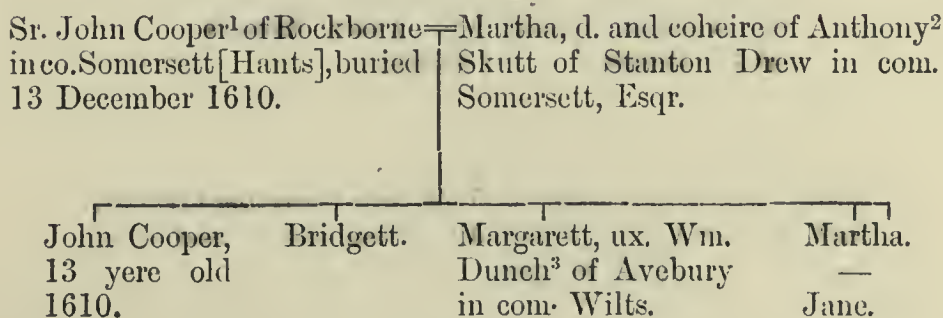 Sr. John Cooper¹ of Rockborne
in co. Somersett [Hants], buried
13 December 1610.
Martha, d. and coheire of Anthony²
Skutt of Stanton Drew in com.
Somersett, Esqr.
John Cooper,
13 yere old
1610.
Bridgett.
Margarett, ux. Wm.
Dunch³ of Avebury
in com. Wilts.
Martha.
—
Jane.